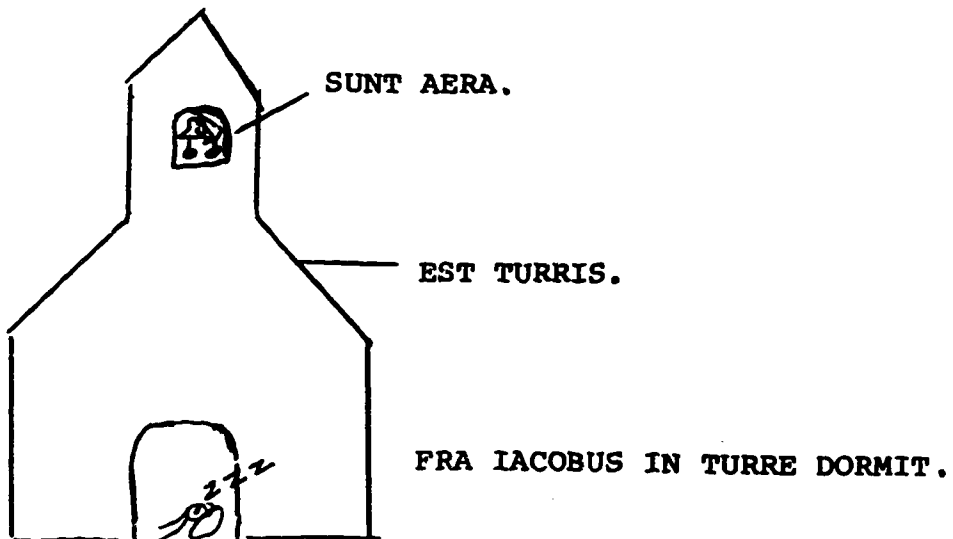 SUNT AERA.
EST TURRIS.
z z z z
FRA IACOBUS IN TURRE DORMIT.